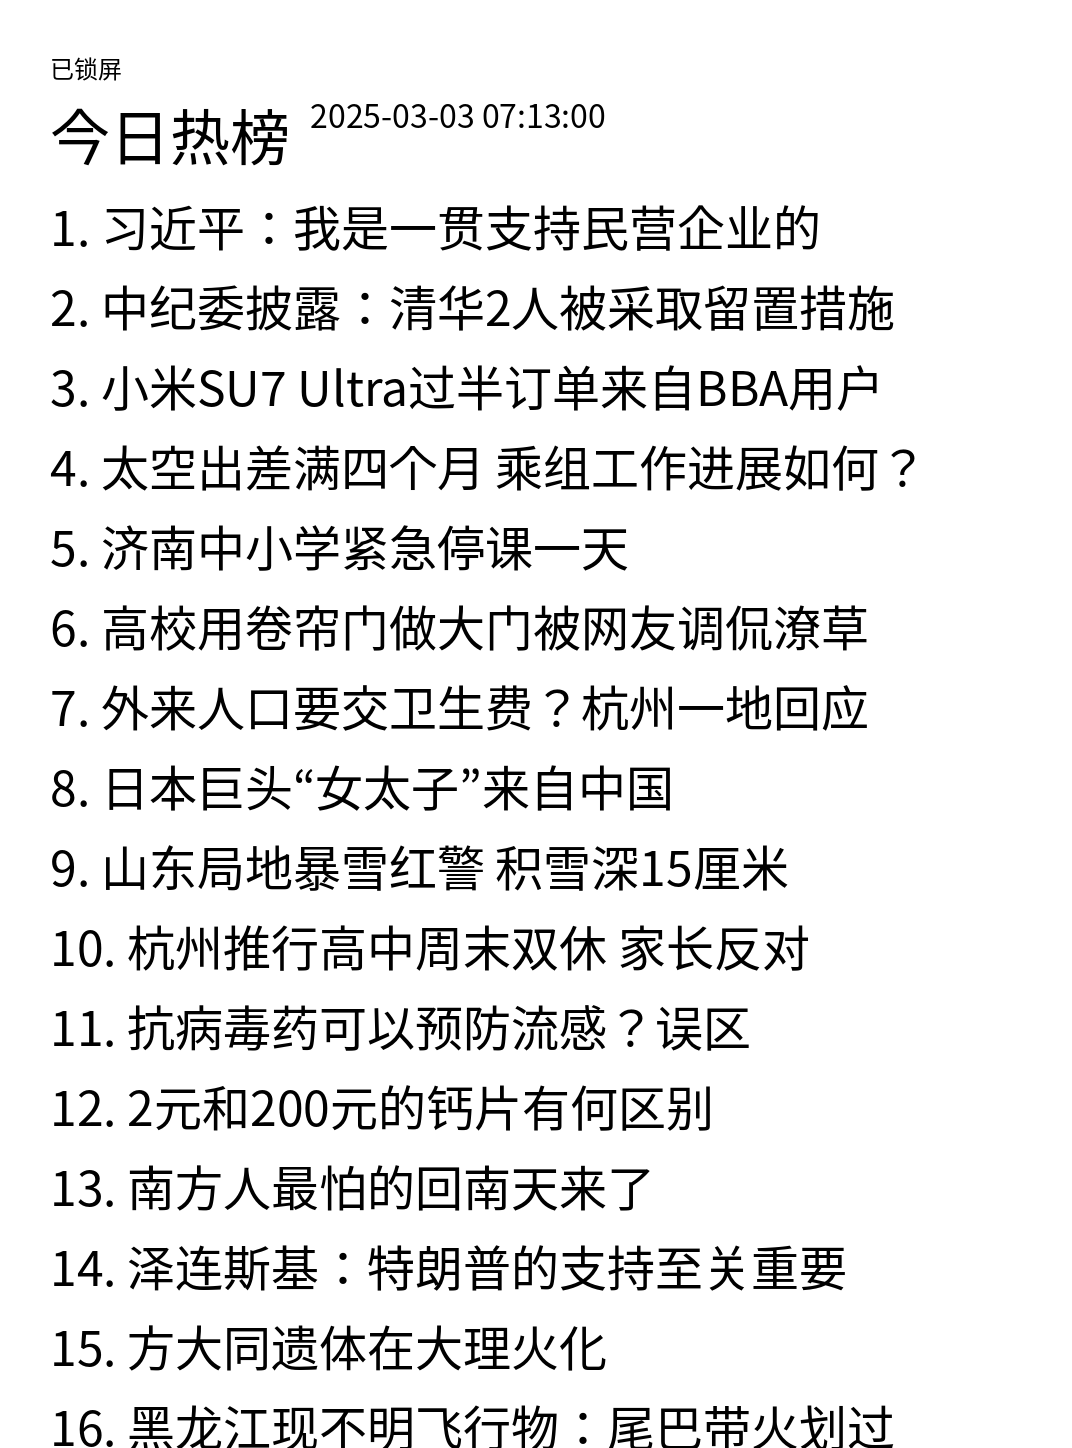 已锁屏
今日热榜 2025-03-03 07:13:00
1. 习近平：我是一贯支持民营企业的
2. 中纪委披露：清华2人被采取留置措施
3. 小米SU7 Ultra过半订单来自BBA用户
4. 太空出差满四个月 乘组工作进展如何？
5. 济南中小学紧急停课一天
6. 高校用卷帘门做大门被网友调侃潦草
7. 外来人口要交卫生费？杭州一地回应
8. 日本巨头“女太子”来自中国
9. 山东局地暴雪红警 积雪深15厘米
10. 杭州推行高中周末双休 家长反对
11. 抗病毒药可以预防流感？误区
12. 2元和200元的钙片有何区别
13. 南方人最怕的回南天来了
14. 泽连斯基：特朗普的支持至关重要
15. 方大同遗体在大理火化
16. 黑龙江现不明飞行物：尾巴带火划过